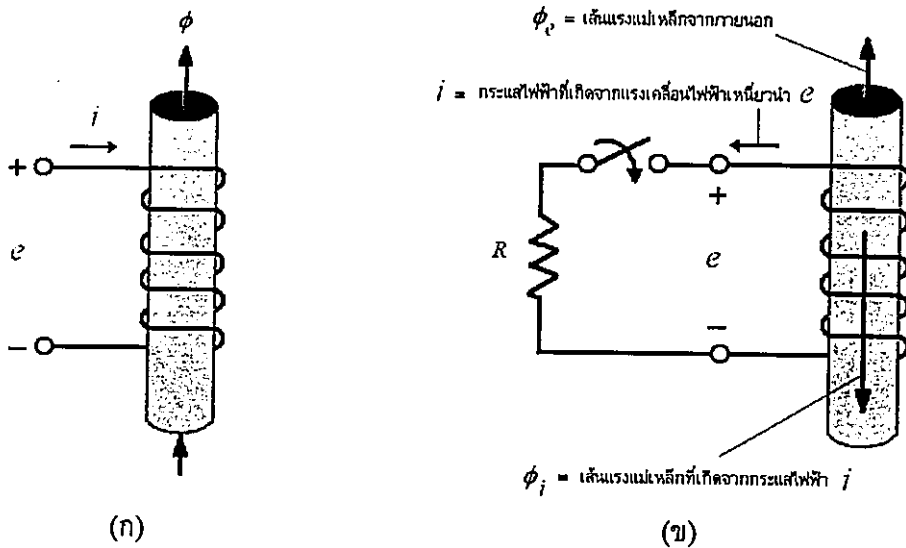 ϕ
i
+
e
−
(ก)
ϕe = เส้นแรงแม่เหล็กจากภายนอก
i = กระแสไฟฟ้าที่เกิดจากแรงเคลื่อนไฟฟ้าเหนี่ยวนำ e
+
R
e
−
ϕi = เส้นแรงแม่เหล็กที่เกิดจากกระแสไฟฟ้า i
(ข)